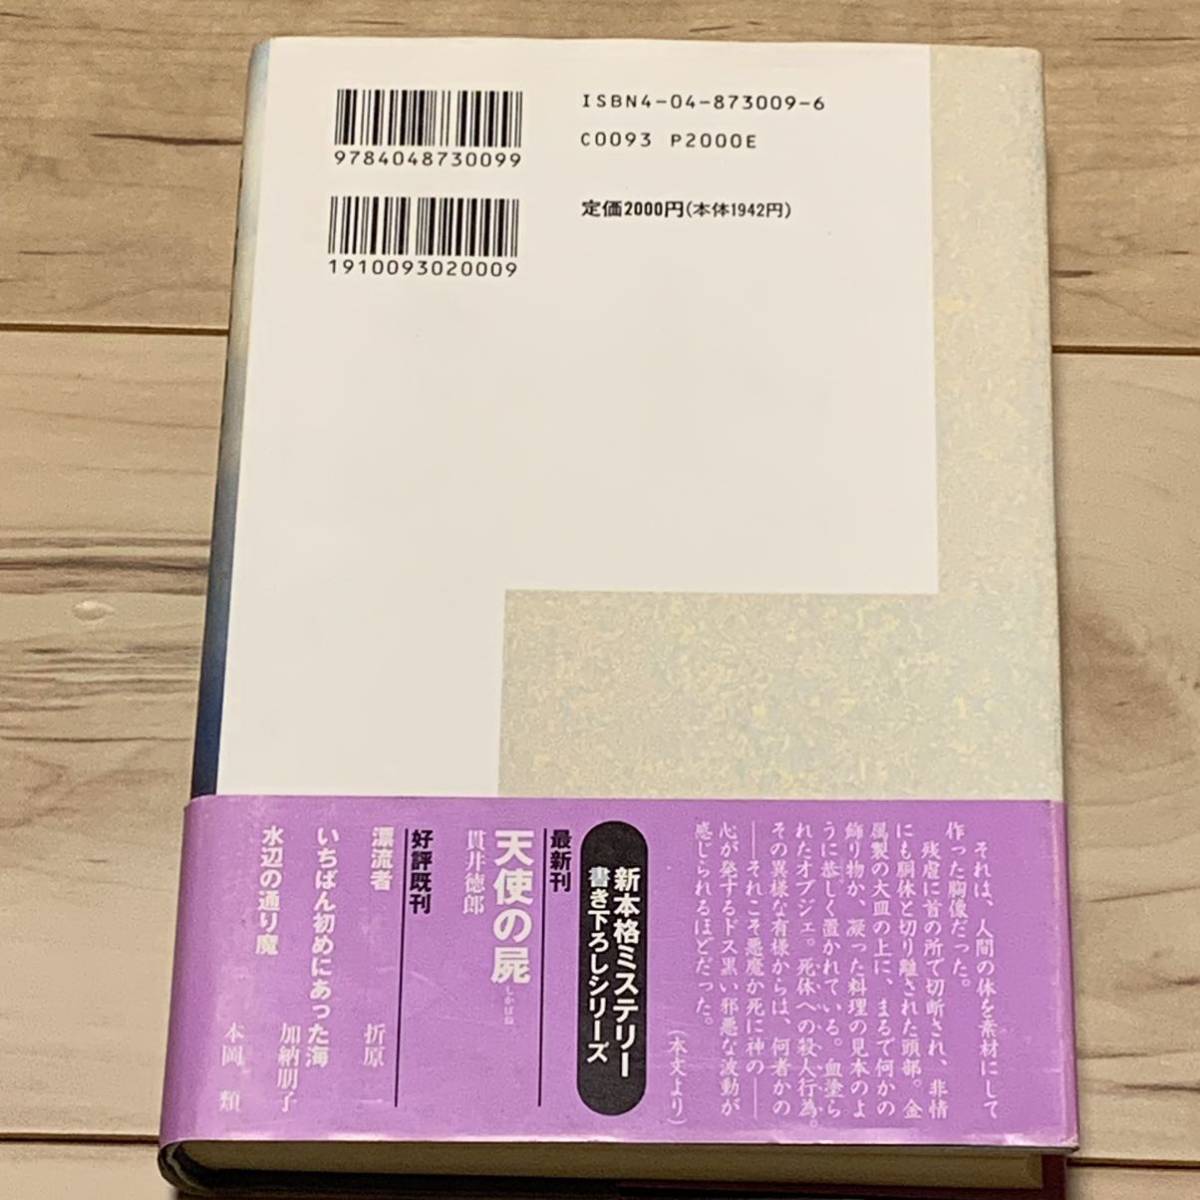 ISBN4-04-873009-6
C0093 P2000E
9784048730099
定価2000円(本体1942円)
1910093020009
それは、人間の体を素材にして
作った胸像だった。
残虐に首の所で切断され、非情
にも胴体と切り離された頭部。金
属製の大皿の上に、まるで何かの
飾り物か、凝った料理の見本のよ
うに恭しく置かれている。血塗ら
れたオブジェ。死体への殺人行為。
その異様な有様からは、何者かの
――それこそ悪魔か死に神の――
心が発するドス黒い邪悪な波動が
感じられるほどだった。
(本文より)
新本格ミステリー
書き下ろしシリーズ
最新刊
天使の屍
しかばね
貫井徳郎
好評既刊
漂流者
折原一
いちばん初めにあった海
加納朋子
水辺の通り魔
本岡類